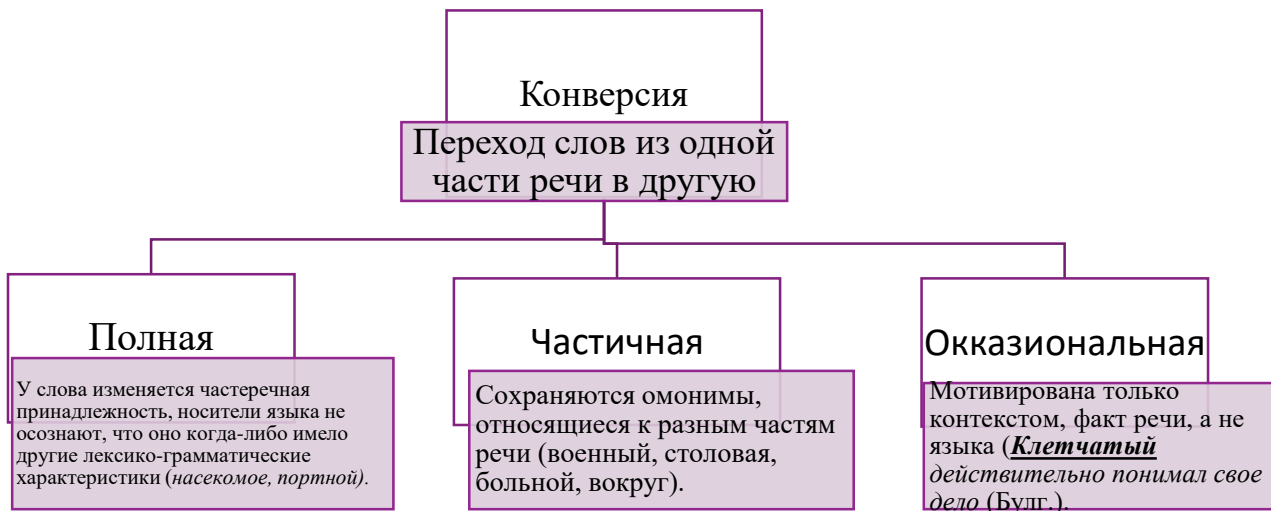 Конверсия
Переход слов из одной
части речи в другую
Полная
У слова изменяется частеречная
принадлежность, носители языка не
осознают, что оно когда-либо имело
другие лексико-грамматические
характеристики (насекомое, портной).
Частичная
Сохраняются омонимы,
относящиеся к разным частям
речи (военный, столовая,
больной, вокруг).
Окказиональная
Мотивирована только
контекстом, факт речи, а не
языка (Клетчатый
действительно понимал свое
дело (Булг.).